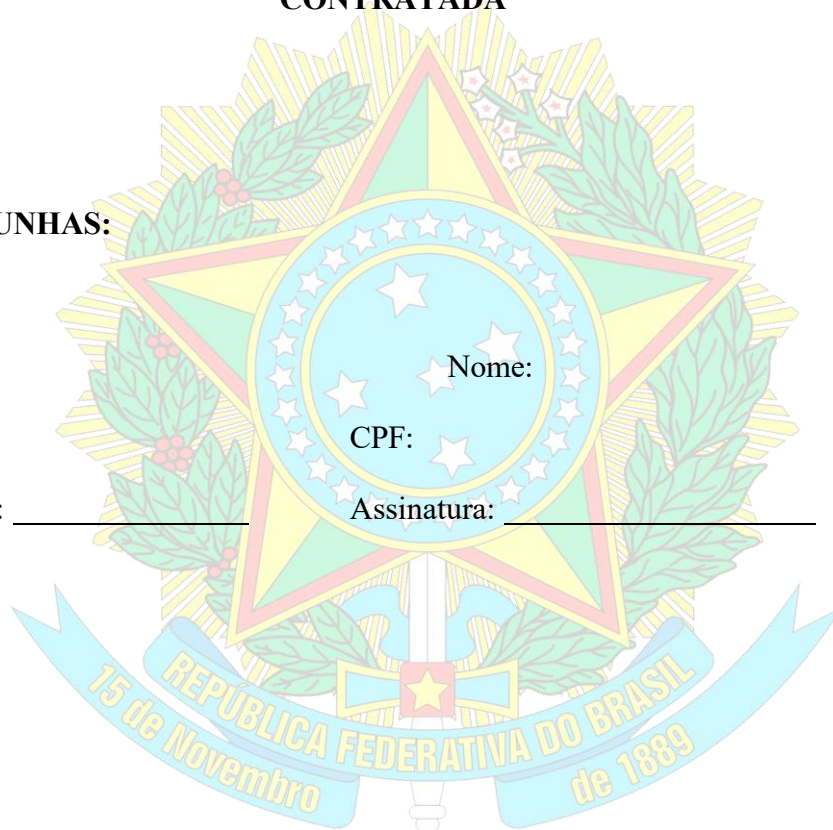 CONTRATADA
UNHAS:
Nome:
CPF:
: Assinatura:
REPÚBLICA FEDERATIVA DO BRASIL
15 de Novembro de 1889